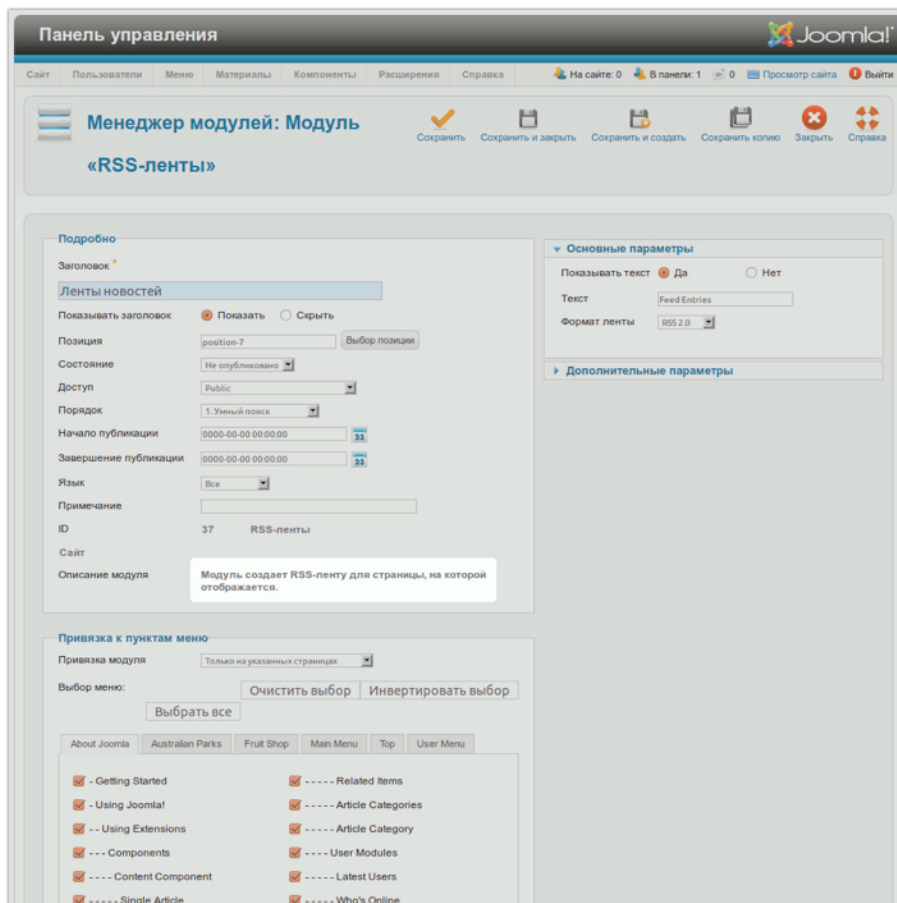 Панель управления
Joomla!
Сайт Пользователи Меню Материалы Компоненты Расширения Справка На сайте: 0 В панели: 1 0 Просмотр сайта Выйти
Менеджер модулей: Модуль
«RSS-ленты»
Сохранить Сохранить и закрыть Сохранить и создать Сохранить копию Закрыть Справка
Подробно
Заголовок *
Ленты новостей
Показывать заголовок Показать Скрыть
Позиция position-7 Выбор позиции
Состояние Не опубликовано
Доступ Public
Порядок 1. Умный поиск
Начало публикации 0000-00-00 00:00:00 23
Завершение публикации 0000-00-00 00:00:00 23
Язык Все
Примечание
ID 37 RSS-ленты
Сайт
Описание модуля Модуль создает RSS-ленту для страницы, на которой
отображается.
Основные параметры
Показывать текст Да Нет
Текст Feed Entries
Формат ленты RSS 2.0
Дополнительные параметры
Привязка к пунктам меню
Привязка модуля Только на указанных страницах
Выбор меню: Очистить выбор Инвертировать выбор
Выбрать все
About Joomla Australian Parks Fruit Shop Main Menu Top User Menu
- Getting Started - - - - - Related Items
- Using Joomla! - - - - - Article Categories
- - Using Extensions - - - - - Article Category
- - - Components - - - - User Modules
- - - - Content Component - - - - - Latest Users
- - - - - Single Article - - - - - Who's Online